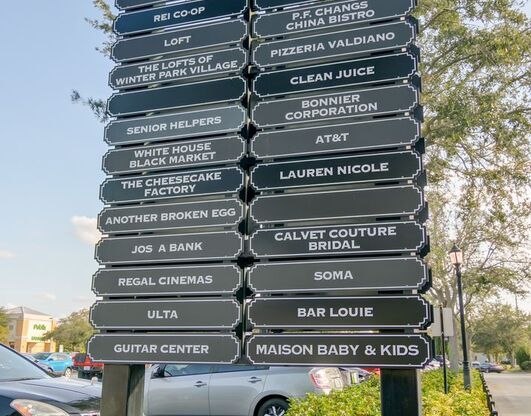 REI CO-OP
LOFT
THE LOFTS OF
WINTER PARK VILLAGE
SENIOR HELPERS
WHITE HOUSE
BLACK MARKET
THE CHEESECAKE
FACTORY
ANOTHER BROKEN EGG
JOS A BANK
REGAL CINEMAS
ULTA
GUITAR CENTER
P.F. CHANGS
CHINA BISTRO
PIZZERIA VALDIANO
CLEAN JUICE
BONNIER
CORPORATION
AT&T
LAUREN NICOLE
CALVET COUTURE
BRIDAL
SOMA
BAR LOUIE
MAISON BABY & KIDS
Publix